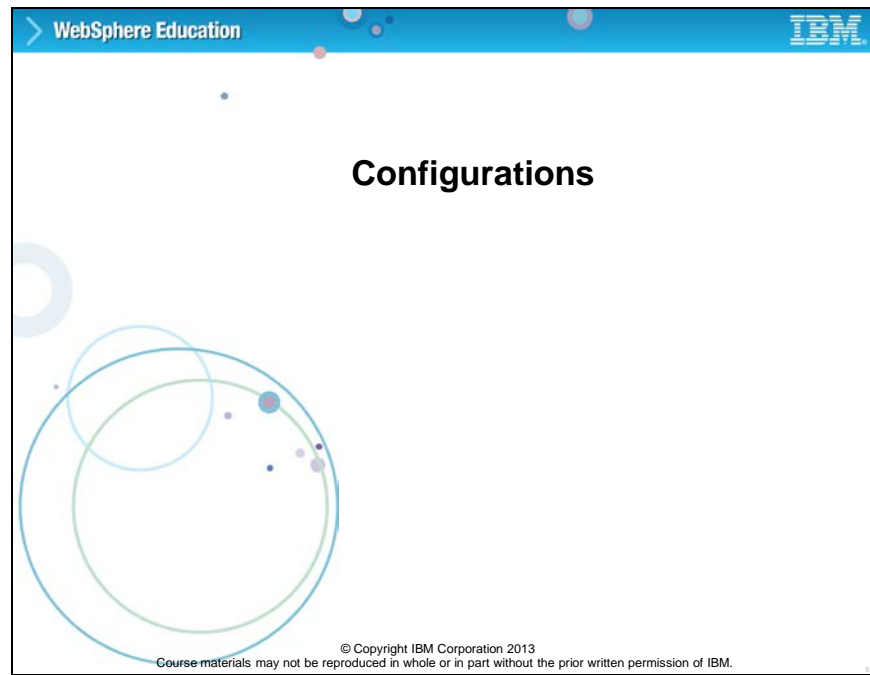 WebSphere Education
IBM®
Configurations
© Copyright IBM Corporation 2013
Course materials may not be reproduced in whole or in part without the prior written permission of IBM.